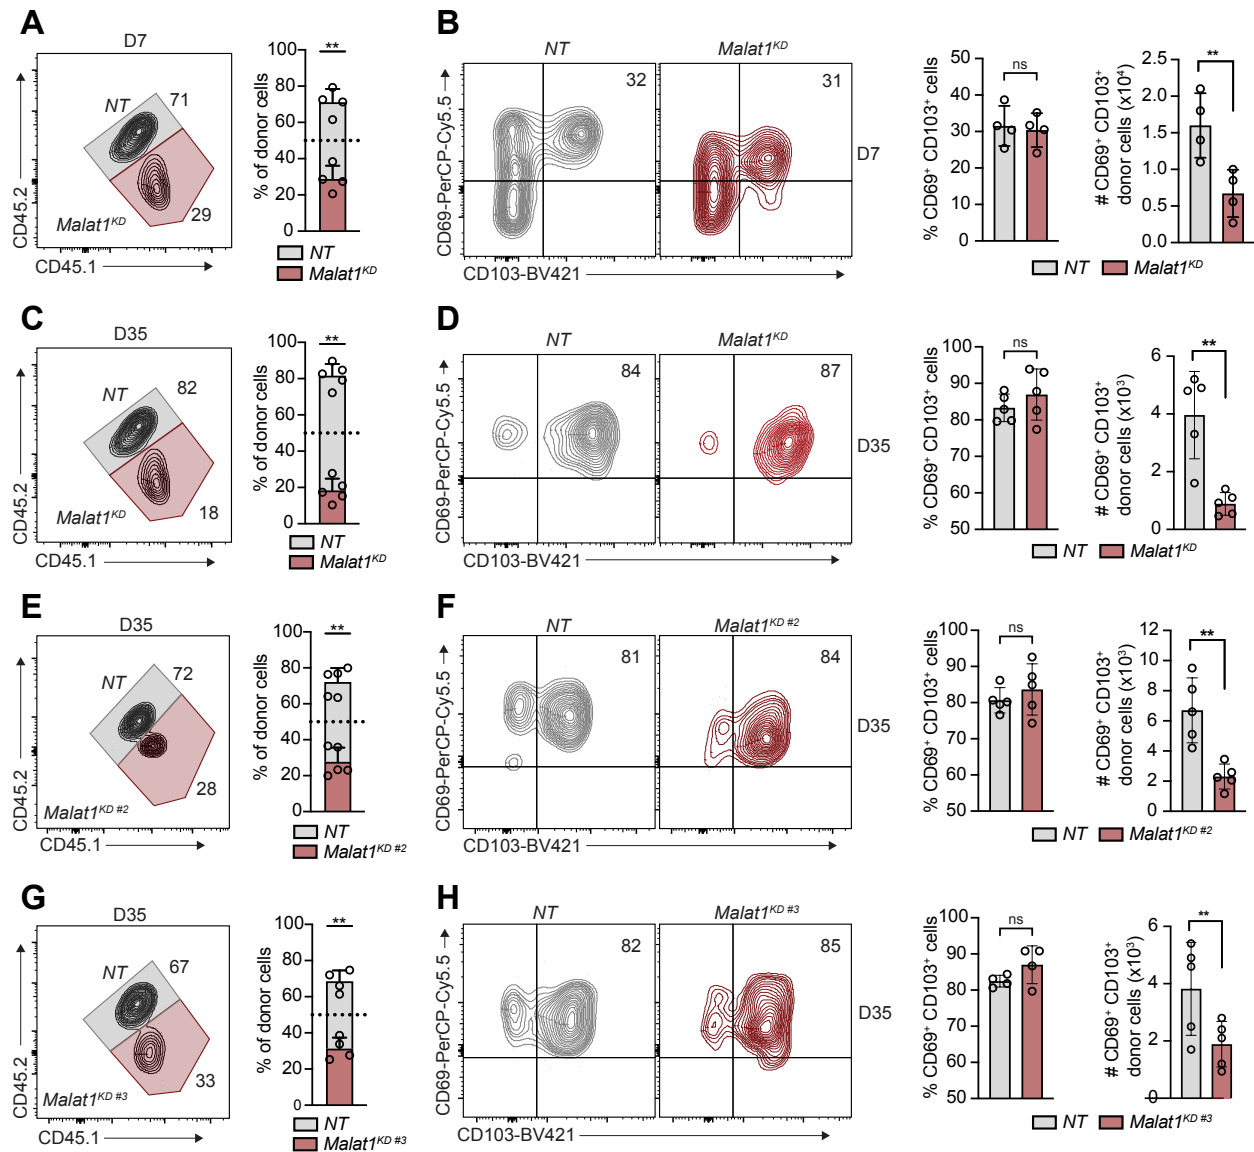 A
D7
NT
71
Malat1KD
29
CD45.2
CD45.1
% of donor cells
100
80
60
40
20
0
**
NT
Malat1KD
B
NT
Malat1KD
32
31
CD69-PerCP-Cy5.5
CD103-BV421
D7
% CD69+ CD103+ cells
50
40
30
20
10
0
ns
# CD69+ CD103+
donor cells (x10⁴)
2.5
2.0
1.5
1.0
0.5
0.0
**
NT Malat1KD
C
D35
NT
82
Malat1KD
18
CD45.2
CD45.1
% of donor cells
100
80
60
40
20
0
**
NT
Malat1KD
D
NT
Malat1KD
84
87
CD69-PerCP-Cy5.5
CD103-BV421
D35
% CD69+ CD103+ cells
100
90
80
70
60
50
ns
# CD69+ CD103+
donor cells (x10³)
6
4
2
0
**
NT Malat1KD
E
D35
NT
72
Malat1KD #2
28
CD45.2
CD45.1
% of donor cells
100
80
60
40
20
0
**
NT
Malat1KD #2
F
NT
Malat1KD #2
81
84
CD69-PerCP-Cy5.5
CD103-BV421
D35
% CD69+ CD103+ cells
100
90
80
70
60
50
ns
# CD69+ CD103+
donor cells (x10³)
12
10
8
6
4
2
0
**
NT Malat1KD #2
G
D35
NT
67
Malat1KD #3
33
CD45.2
CD45.1
% of donor cells
100
80
60
40
20
0
**
NT
Malat1KD #3
H
NT
Malat1KD #3
82
85
CD69-PerCP-Cy5.5
CD103-BV421
D35
% CD69+ CD103+ cells
100
90
80
70
60
50
ns
# CD69+ CD103+
donor cells (x10³)
6
4
2
0
**
NT Malat1KD #3